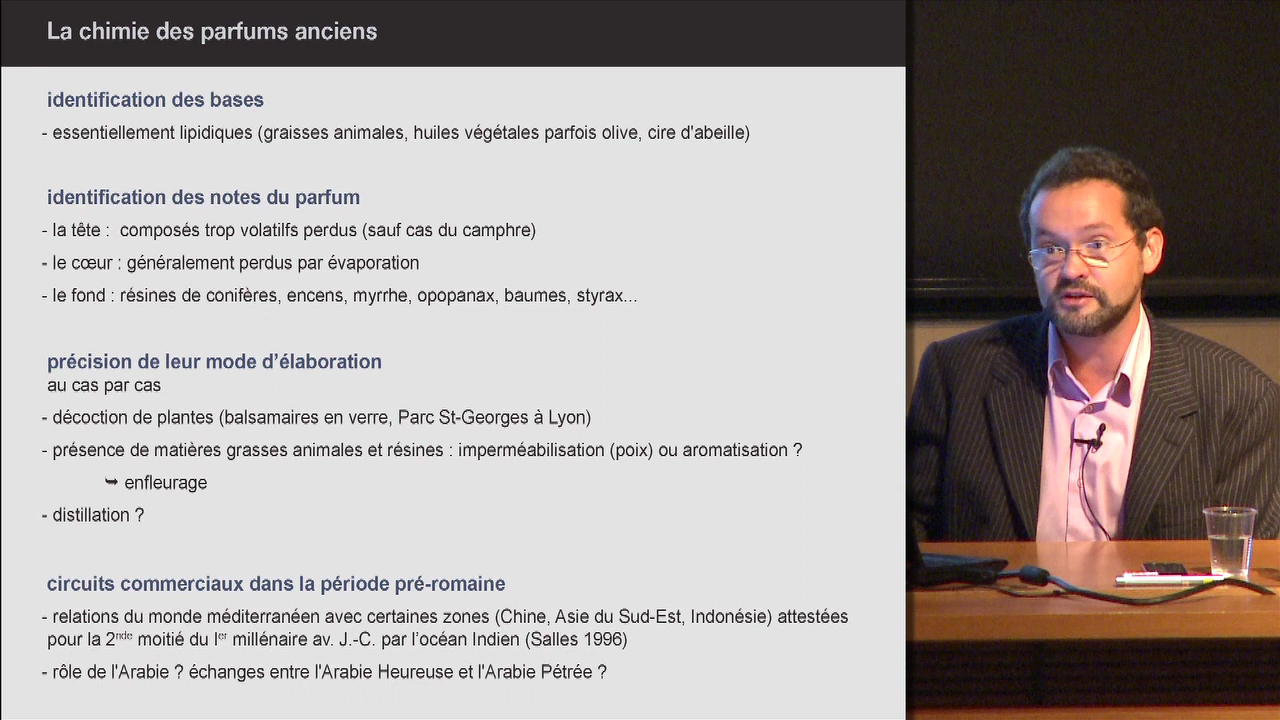 La chimie des parfums anciens
identification des bases
- essentiellement lipidiques (graisses animales, huiles végétales parfois olive, cire d'abeille)
identification des notes du parfum
- la tête : composés trop volatilfs perdus (sauf cas du camphre)
- le cœur : généralement perdus par évaporation
- le fond : résines de conifères, encens, myrrhe, opopanax, baumes, styrax...
précision de leur mode d’élaboration
au cas par cas
- décoction de plantes (balsamaires en verre, Parc St-Georges à Lyon)
- présence de matières grasses animales et résines : imperméabilisation (poix) ou aromatisation ?
➥ enfleurage
- distillation ?
circuits commerciaux dans la période pré-romaine
- relations du monde méditerranéen avec certaines zones (Chine, Asie du Sud-Est, Indonésie) attestées
pour la 2nde moitié du Ier millénaire av. J.-C. par l’océan Indien (Salles 1996)
- rôle de l'Arabie ? échanges entre l'Arabie Heureuse et l'Arabie Pétrée ?